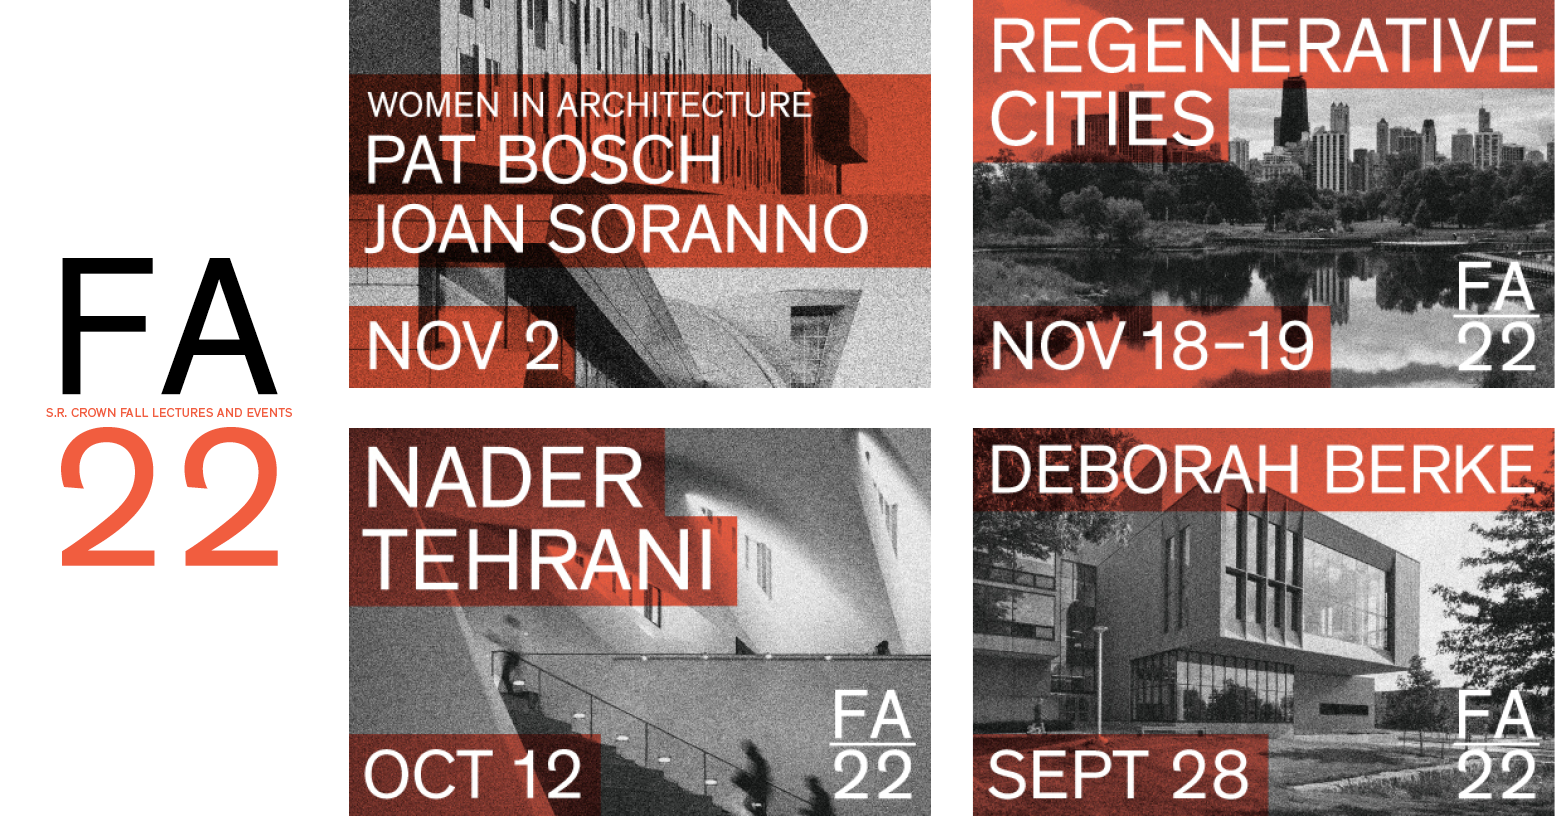 FA
S.R. CROWN FALL LECTURES AND EVENTS
22
WOMEN IN ARCHITECTURE
PAT BOSCH
JOAN SORANNO
NOV 2
REGENERATIVE
CITIES
NOV 18–19
FA
22
NADER
TEHRANI
OCT 12
FA
22
DEBORAH BERKE
SEPT 28
FA
22